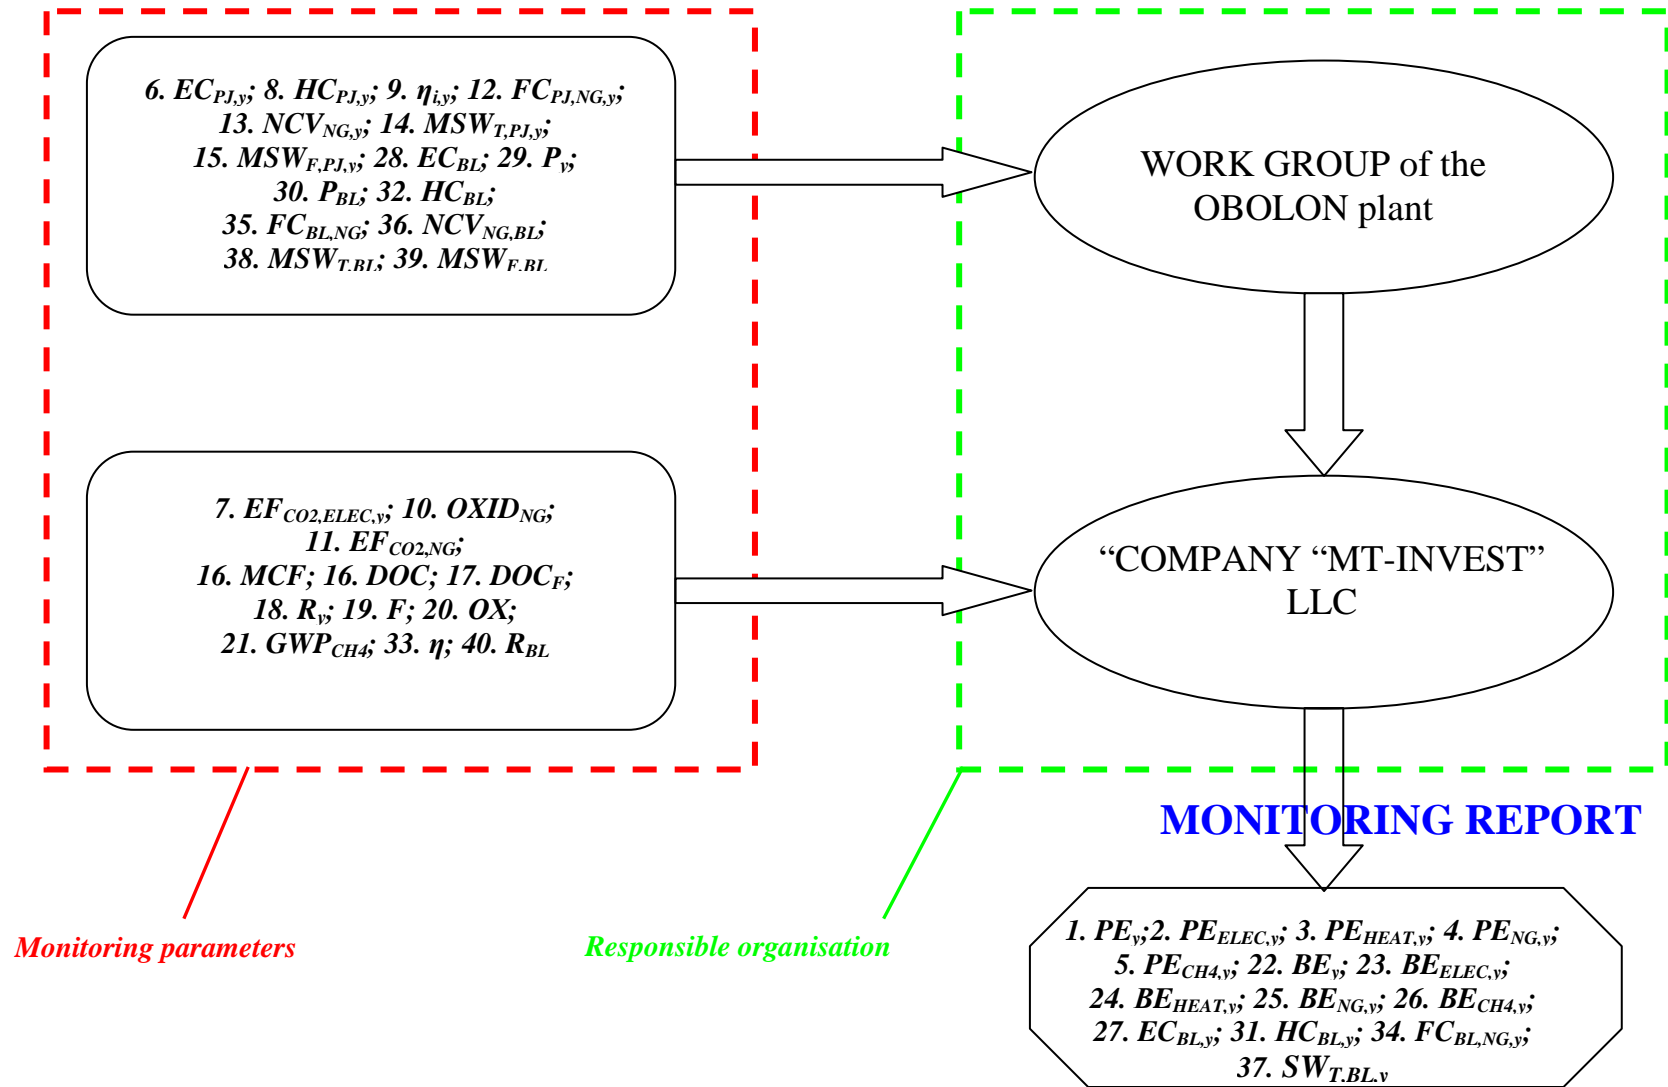 6. EC_PJ,y; 8. HC_PJ,y; 9. η_i,y; 12. FC_PJ,NG,y;
13. NCV_NG,y; 14. MSW_T,PJ,y;
15. MSW_F,PJ,y; 28. EC_BL; 29. P_y;
30. P_BL; 32. HC_BL;
35. FC_BL,NG; 36. NCV_NG,BL;
38. MSW_T,BL; 39. MSW_F,BL
WORK GROUP of the
OBOLON plant
7. EF_CO2,ELEC,y; 10. OXID_NG;
11. EF_CO2,NG;
16. MCF; 16. DOC; 17. DOC_F;
18. R_y; 19. F; 20. OX;
21. GWP_CH4; 33. η; 40. R_BL
“COMPANY “MT-INVEST”
LLC
MONITORING REPORT
Monitoring parameters
Responsible organisation
1. PE_y;2. PE_ELEC,y; 3. PE_HEAT,y; 4. PE_NG,y;
5. PE_CH4,y; 22. BE_y; 23. BE_ELEC,y;
24. BE_HEAT,y; 25. BE_NG,y; 26. BE_CH4,y;
27. EC_BL,y; 31. HC_BL,y; 34. FC_BL,NG,y;
37. SW_T,BL,y